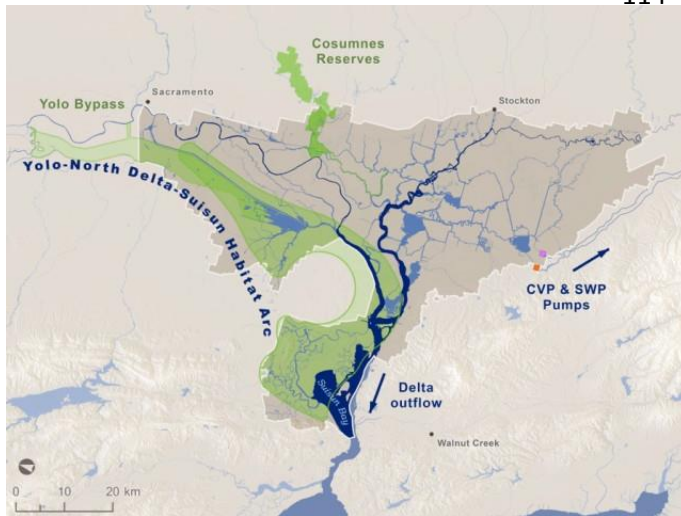 Cosumnes
Reserves
Sacramento
Stockton
Yolo Bypass
Yolo-North Delta-Suisun Habitat Arc
CVP & SWP
Pumps
Suisun Bay
Delta
outflow
Walnut Creek
0 10 20 km